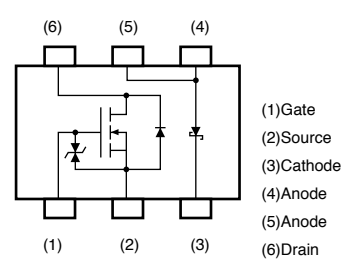 (6) (5) (4)
(1)Gate
(2)Source
(3)Cathode
(4)Anode
(5)Anode
(6)Drain
(1) (2) (3)